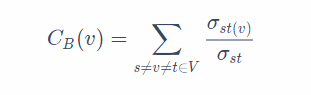 C_B(v) = \sum_{s \neq v \neq t \in V} \frac{\sigma_{st(v)}}{\sigma_{st}}